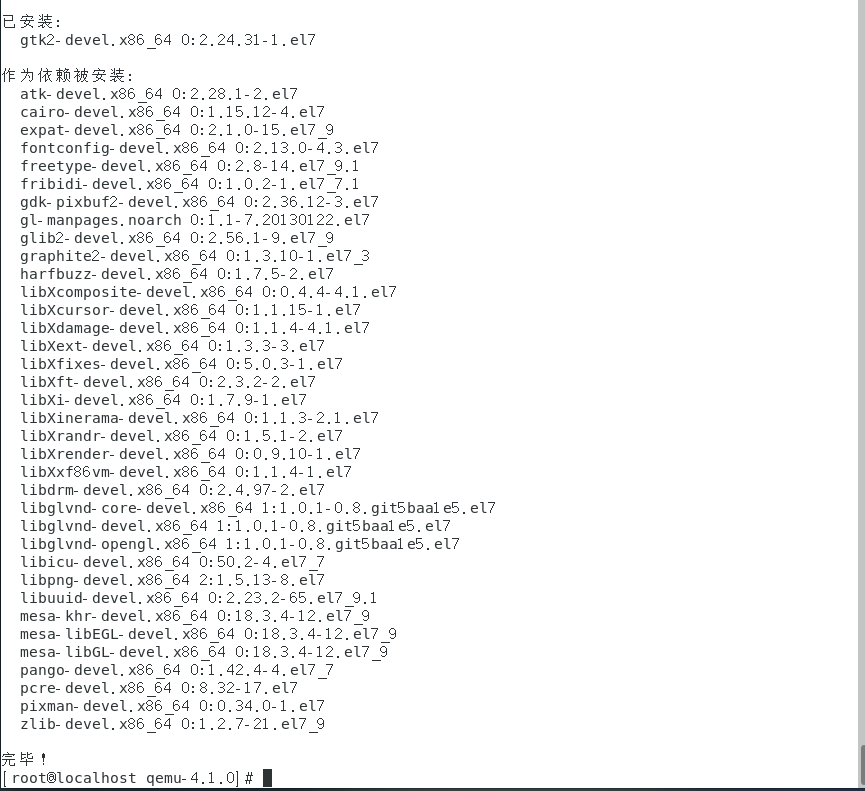 已安装:
gtk2-devel.x86_64 0:2.24.31-1.el7
作为依赖被安装:
atk-devel.x86_64 0:2.28.1-2.el7
cairo-devel.x86_64 0:1.15.12-4.el7
expat-devel.x86_64 0:2.1.0-15.el7_9
fontconfig-devel.x86_64 0:2.13.0-4.3.el7
freetype-devel.x86_64 0:2.8-14.el7_9.1
fribidi-devel.x86_64 0:1.0.2-1.el7_7.1
gdk-pixbuf2-devel.x86_64 0:2.36.12-3.el7
gl-manpages.noarch 0:1.1-7.20130122.el7
glib2-devel.x86_64 0:2.56.1-9.el7_9
graphite2-devel.x86_64 0:1.3.10-1.el7_3
harfbuzz-devel.x86_64 0:1.7.5-2.el7
libXcomposite-devel.x86_64 0:0.4.4-4.1.el7
libXcursor-devel.x86_64 0:1.1.15-1.el7
libXdamage-devel.x86_64 0:1.1.4-4.1.el7
libXext-devel.x86_64 0:1.3.3-3.el7
libXfixes-devel.x86_64 0:5.0.3-1.el7
libXft-devel.x86_64 0:2.3.2-2.el7
libXi-devel.x86_64 0:1.7.9-1.el7
libXinerama-devel.x86_64 0:1.1.3-2.1.el7
libXrandr-devel.x86_64 0:1.5.1-2.el7
libXrender-devel.x86_64 0:0.9.10-1.el7
libXxf86vm-devel.x86_64 0:1.1.4-1.el7
libdrm-devel.x86_64 0:2.4.97-2.el7
libglvnd-core-devel.x86_64 1:1.0.1-0.8.git5baa1e5.el7
libglvnd-devel.x86_64 1:1.0.1-0.8.git5baa1e5.el7
libglvnd-opengl.x86_64 1:1.0.1-0.8.git5baa1e5.el7
libicu-devel.x86_64 0:50.2-4.el7_7
libpng-devel.x86_64 2:1.5.13-8.el7
libuuid-devel.x86_64 0:2.23.2-65.el7_9.1
mesa-khr-devel.x86_64 0:18.3.4-12.el7_9
mesa-libEGL-devel.x86_64 0:18.3.4-12.el7_9
mesa-libGL-devel.x86_64 0:18.3.4-12.el7_9
pango-devel.x86_64 0:1.42.4-4.el7_7
pcre-devel.x86_64 0:8.32-17.el7
pixman-devel.x86_64 0:0.34.0-1.el7
zlib-devel.x86_64 0:1.2.7-21.el7_9
完毕！
[root@localhost qemu-4.1.0]#